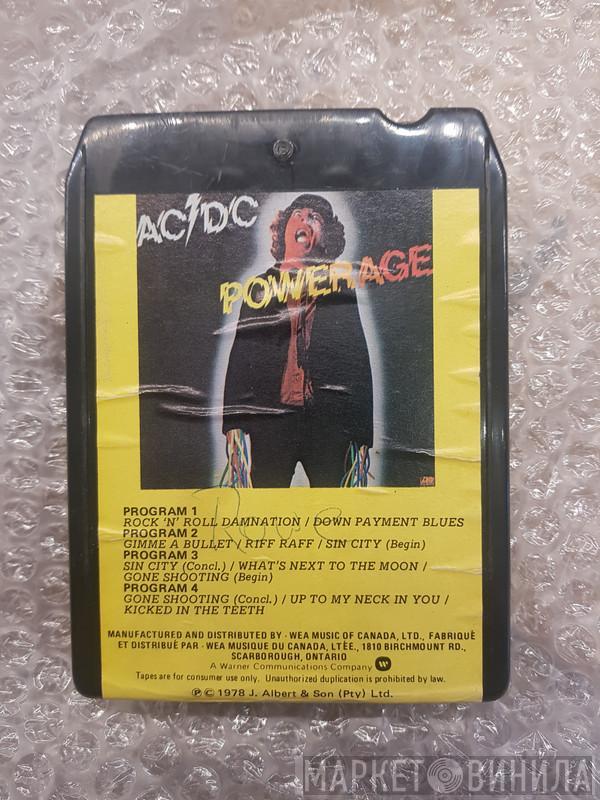 AC/DC
POWERAGE
PROGRAM 1
ROCK 'N' ROLL DAMNATION / DOWN PAYMENT BLUES
PROGRAM 2
GIMME A BULLET / RIFF RAFF / SIN CITY (Begin)
PROGRAM 3
SIN CITY (Concl.) / WHAT'S NEXT TO THE MOON /
GONE SHOOTING (Begin)
PROGRAM 4
GONE SHOOTING (Concl.) / UP TO MY NECK IN YOU /
KICKED IN THE TEETH
MANUFACTURED AND DISTRIBUTED BY - WEA MUSIC OF CANADA, LTD., FABRIQUÈ
ET DISTRIBUÈ PAR - WEA MUSIQUE DU CANADA, LTÈE., 1810 BIRCHMOUNT RD.,
SCARBOROUGH, ONTARIO
A Warner Communications Company
Tapes are for consumer use only. Unauthorized duplication is prohibited by law.
℗ © 1978 J. Albert & Son (Pty) Ltd.
МАРКЕТ ВИНИЛА